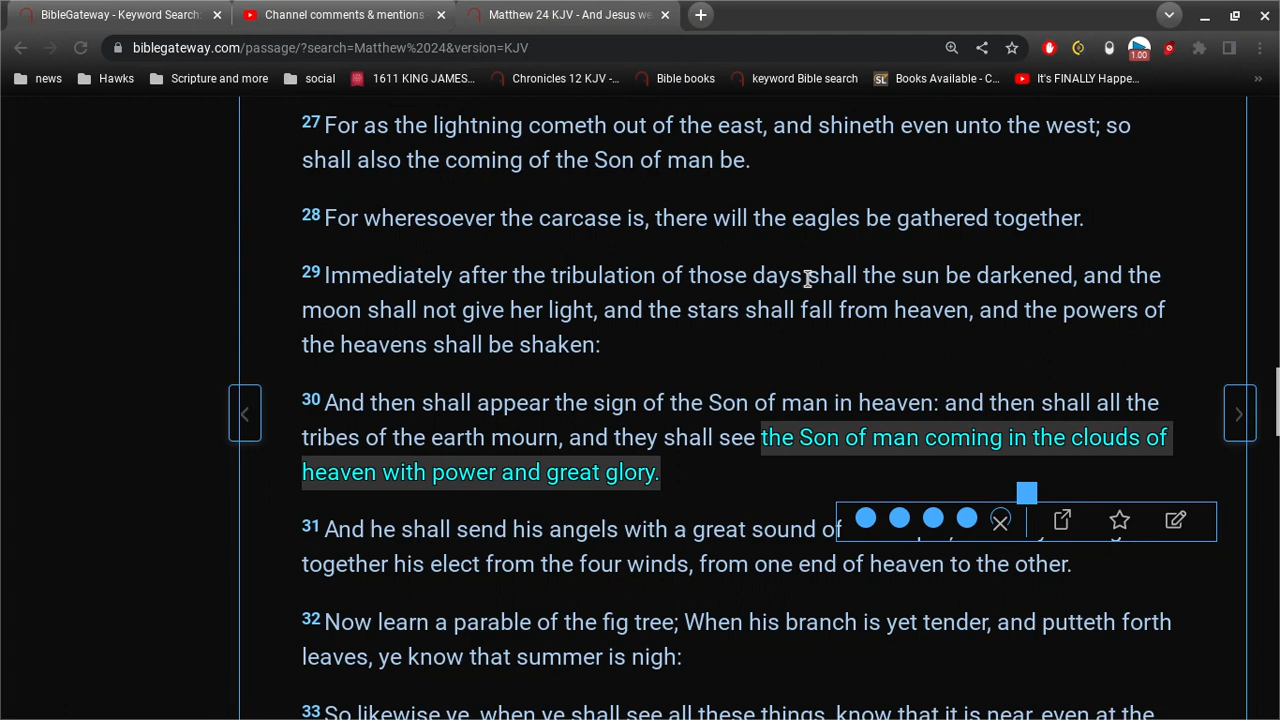 BibleGateway - Keyword Search:
Channel comments & mentions
Matthew 24 KJV - And Jesus we
biblegateway.com/passage/?search=Matthew%2024&version=KJV
1.00
news
Hawks
Scripture and more
social
1611 KING JAMES…
Chronicles 12 KJV -…
Bible books
keyword Bible search
SL
Books Available - C…
It's FINALLY Happe…
»
27 For as the lightning cometh out of the east, and shineth even unto the west; so
shall also the coming of the Son of man be.
28 For wheresoever the carcase is, there will the eagles be gathered together.
29 Immediately after the tribulation of those days shall the sun be darkened, and the
moon shall not give her light, and the stars shall fall from heaven, and the powers of
the heavens shall be shaken:
30 And then shall appear the sign of the Son of man in heaven: and then shall all the
tribes of the earth mourn, and they shall see the Son of man coming in the clouds of
heaven with power and great glory.
31 And he shall send his angels with a great sound of
together his elect from the four winds, from one end of heaven to the other.
32 Now learn a parable of the fig tree; When his branch is yet tender, and putteth forth
leaves, ye know that summer is nigh:
33 So likewise ye, when ye shall see all these things, know that it is near, even at the